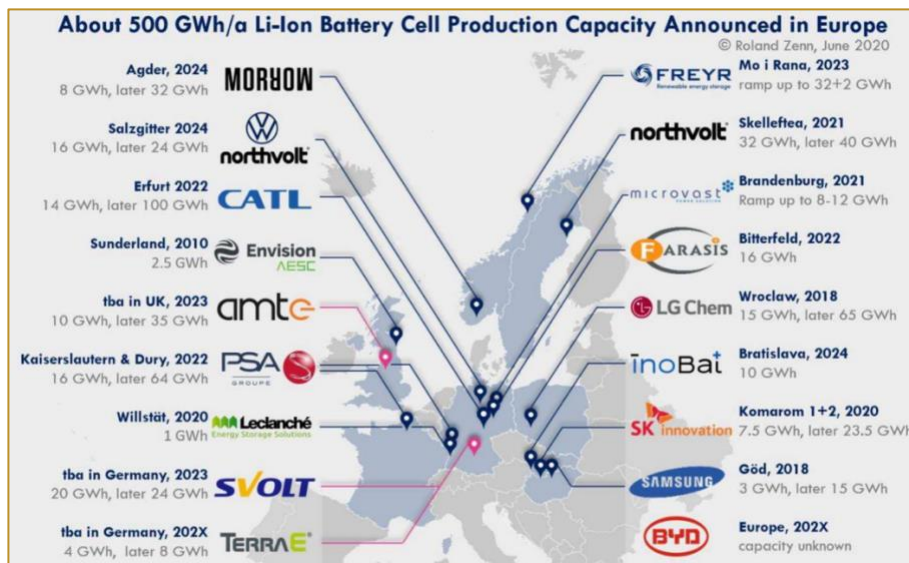 About 500 GWh/a Li-Ion Battery Cell Production Capacity Announced in Europe
© Roland Zenn, June 2020
Agder, 2024
8 GWh, later 32 GWh
MORROW
Salzgitter 2024
16 GWh, later 24 GWh
northvolt
Erfurt 2022
14 GWh, later 100 GWh
CATL
Sunderland, 2010
2.5 GWh
Envision
AESC
tba in UK, 2023
10 GWh, later 35 GWh
amte
Kaiserslautern & Dury, 2022
16 GWh, later 64 GWh
PSA
GROUPE
Willstät, 2020
1 GWh
Leclanché
Energy Storage Solutions
tba in Germany, 2023
20 GWh, later 24 GWh
SVOLT
tba in Germany, 202X
4 GWh, later 8 GWh
TERRAE
FREYR
Renewable energy storage
Mo i Rana, 2023
ramp up to 32+2 GWh
northvolt
Skelleftea, 2021
32 GWh, later 40 GWh
microvast
POWER SOLUTION
Brandenburg, 2021
Ramp up to 8-12 GWh
FARASIS
Bitterfeld, 2022
16 GWh
LG Chem
Wroclaw, 2018
15 GWh, later 65 GWh
inoBat
Bratislava, 2024
10 GWh
SK innovation
Komarom 1+2, 2020
7.5 GWh, later 23.5 GWh
SAMSUNG
Göd, 2018
3 GWh, later 15 GWh
BYD
Europe, 202X
capacity unknown